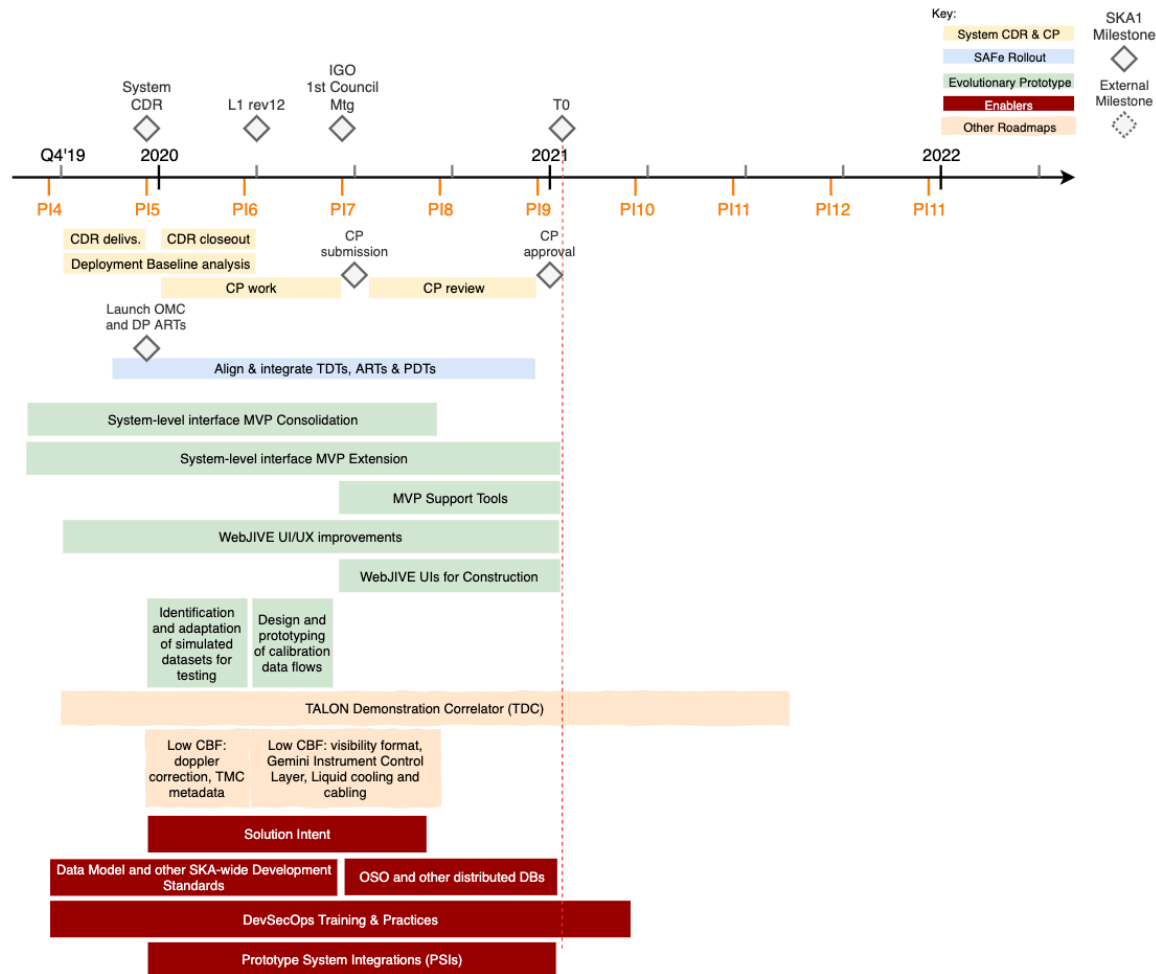 Key:
System CDR & CP
SAFe Rollout
Evolutionary Prototype
Enablers
Other Roadmaps
SKA1
Milestone
External
Milestone
System
CDR
L1 rev12
IGO
1st Council
Mtg
T0
Q4'19
2020
2021
2022
PI4
PI5
PI6
PI7
PI8
PI9
PI10
PI11
PI12
PI11
CDR delivs.
CDR closeout
Deployment Baseline analysis
CP work
CP
submission
CP review
CP
approval
Launch OMC
and DP ARTs
Align & integrate TDTs, ARTs & PDTs
System-level interface MVP Consolidation
System-level interface MVP Extension
MVP Support Tools
WebJIVE UI/UX improvements
WebJIVE UIs for Construction
Identification
and adaptation
of simulated
datasets for
testing
Design and
prototyping
of calibration
data flows
TALON Demonstration Correlator (TDC)
Low CBF:
doppler
correction, TMC
metadata
Low CBF: visibility format,
Gemini Instrument Control
Layer, Liquid cooling and
cabling
Solution Intent
Data Model and other SKA-wide Development
Standards
OSO and other distributed DBs
DevSecOps Training & Practices
Prototype System Integrations (PSIs)